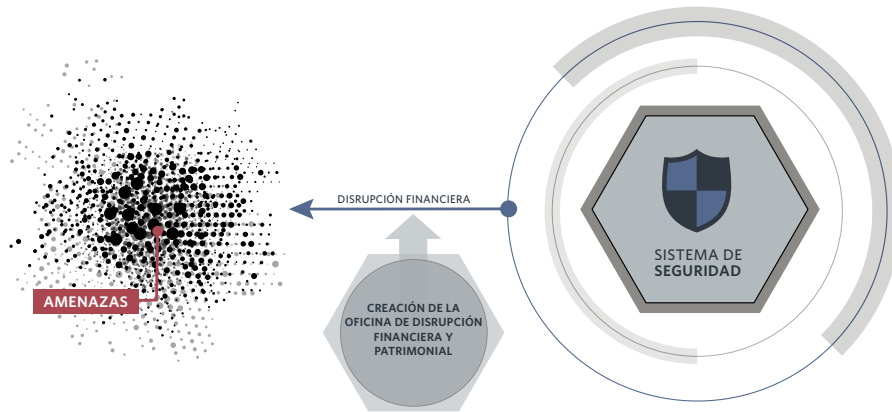 DISRUPCIÓN FINANCIERA
SISTEMA DE
SEGURIDAD
AMENAZAS
CREACIÓN DE LA
OFICINA DE DISRUPCIÓN
FINANCIERA Y
PATRIMONIAL